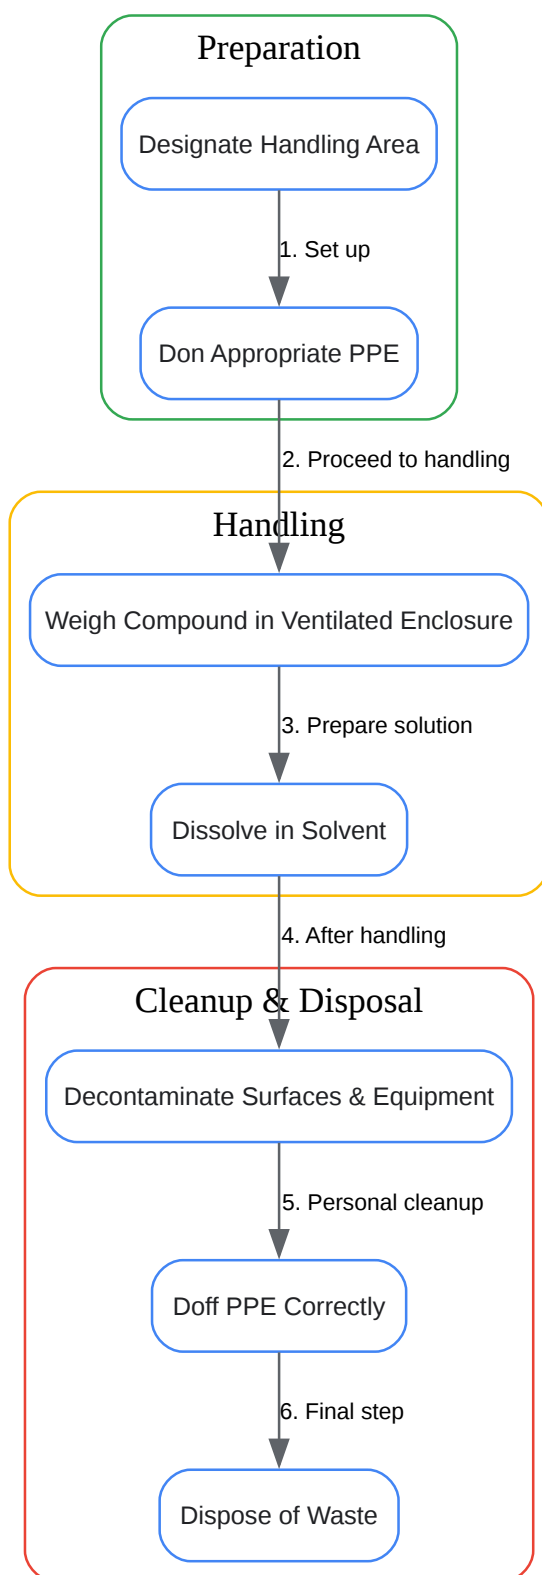 Preparation
Designate Handling Area
1. Set up
Don Appropriate PPE
2. Proceed to handling
Handling
Weigh Compound in Ventilated Enclosure
3. Prepare solution
Dissolve in Solvent
4. After handling
Cleanup & Disposal
Decontaminate Surfaces & Equipment
5. Personal cleanup
Doff PPE Correctly
6. Final step
Dispose of Waste